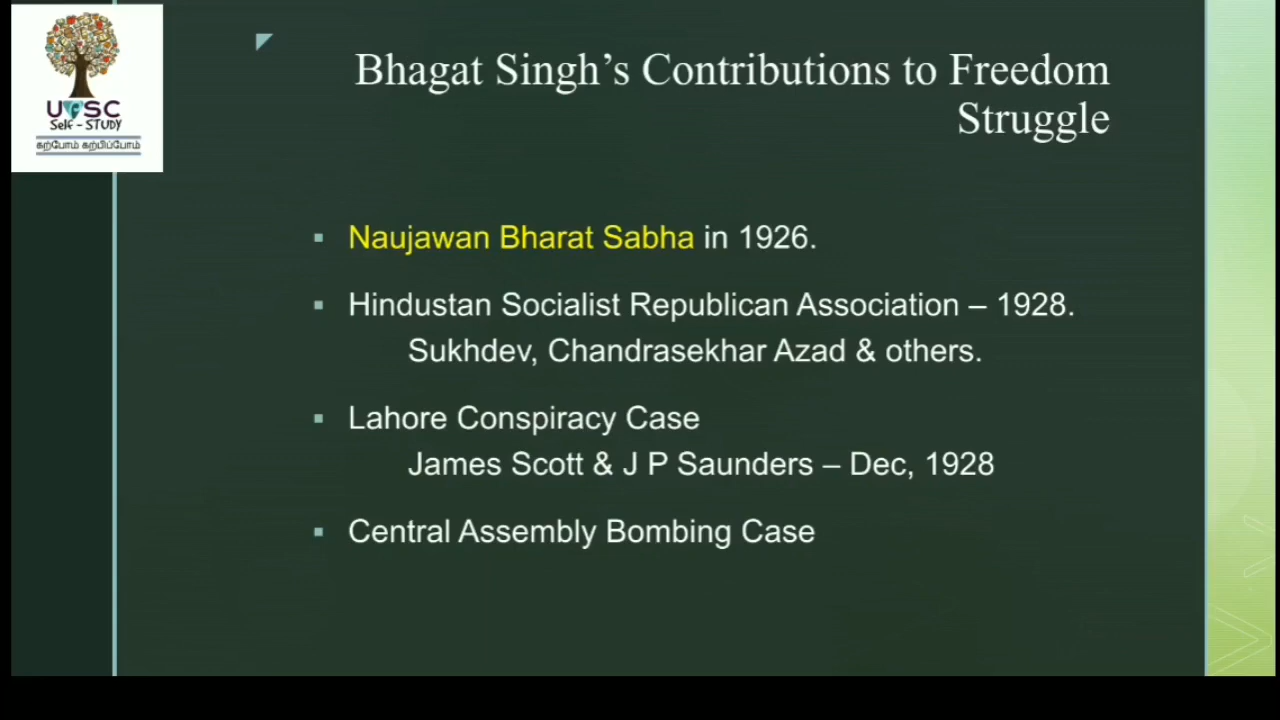 UPSC
Self - STUDY
கற்போம் கற்பிப்போம்
Bhagat Singh’s Contributions to Freedom
Struggle
Naujawan Bharat Sabha in 1926.
Hindustan Socialist Republican Association – 1928.
Sukhdev, Chandrasekhar Azad & others.
Lahore Conspiracy Case
James Scott & J P Saunders – Dec, 1928
Central Assembly Bombing Case